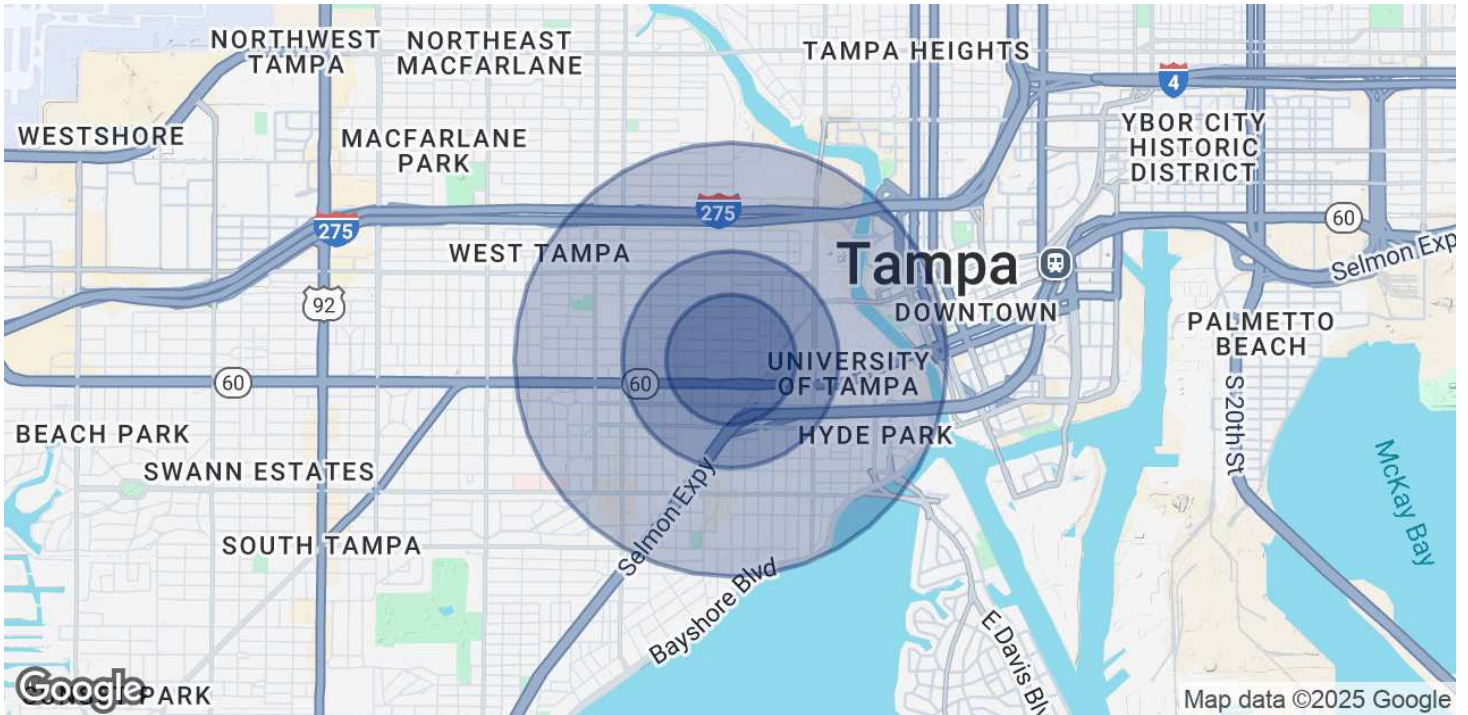 NORTHWEST
TAMPA
NORTHEAST
MACFARLANE
TAMPA HEIGHTS
4
WESTSHORE
MACFARLANE
PARK
YBOR CITY
HISTORIC
DISTRICT
275
275
60
WEST TAMPA
Tampa
Selmon Exp
92
DOWNTOWN
PALMETTO
BEACH
60
60
UNIVERSITY
OF TAMPA
S 20th St
BEACH PARK
HYDE PARK
SWANN ESTATES
McKay Bay
Selmon Expy
SOUTH TAMPA
Bayshore Blvd
E Davis Blv
Google
PARK
Map data ©2025 Google